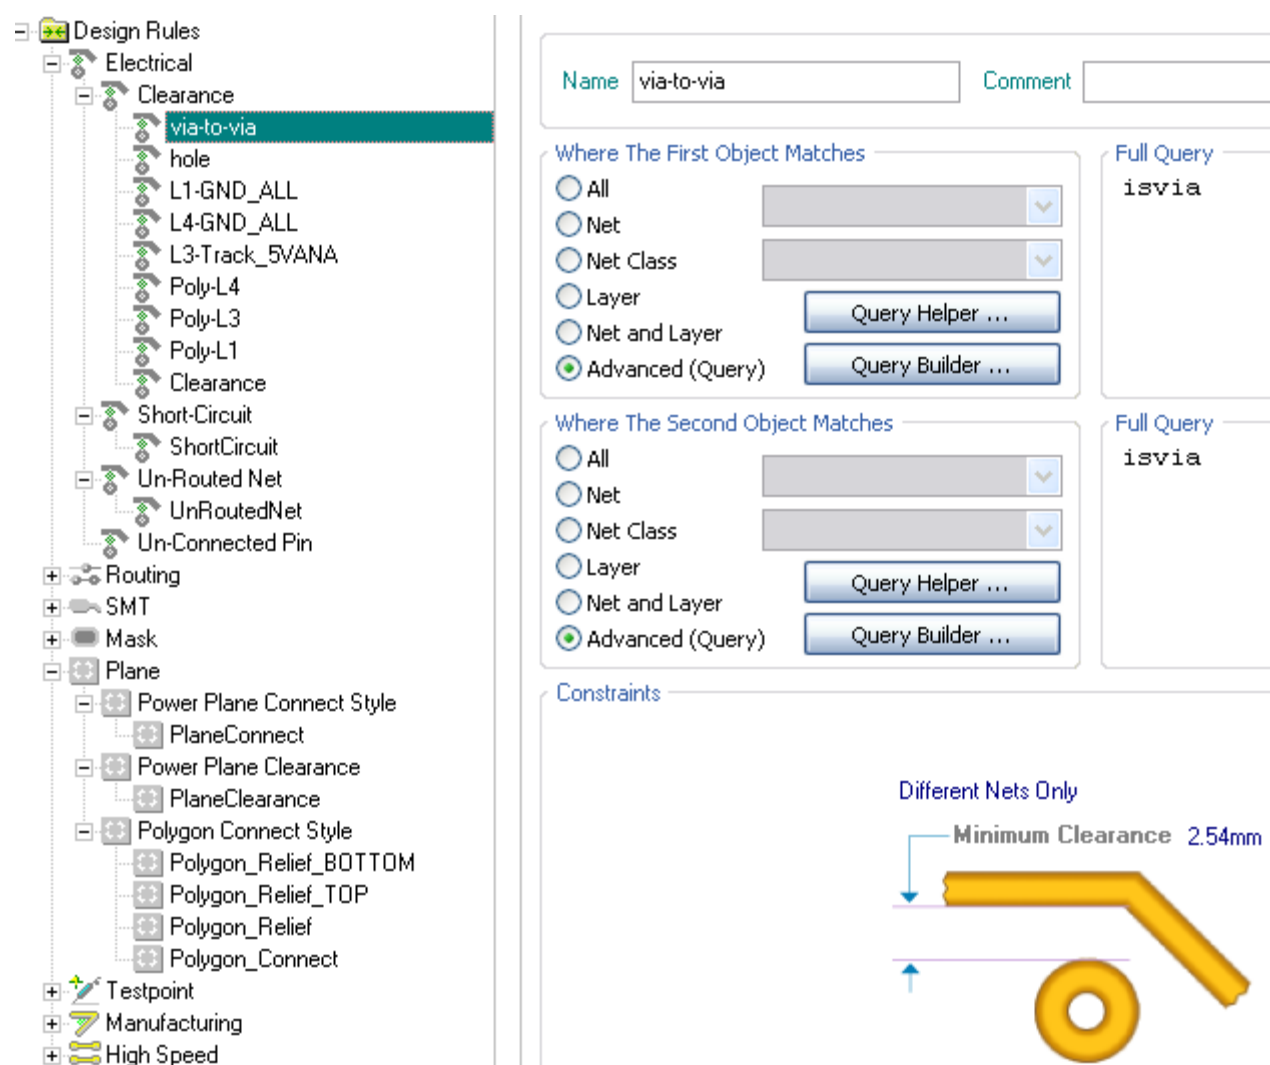 Design Rules
Electrical
Clearance
via-to-via
hole
L1-GND_ALL
L4-GND_ALL
L3-Track_5VANA
Poly-L4
Poly-L3
Poly-L1
Clearance
Short-Circuit
ShortCircuit
Un-Routed Net
UnRoutedNet
Un-Connected Pin
Routing
SMT
Mask
Plane
Power Plane Connect Style
PlaneConnect
Power Plane Clearance
PlaneClearance
Polygon Connect Style
Polygon_Relief_BOTTOM
Polygon_Relief_TOP
Polygon_Relief
Polygon_Connect
Testpoint
Manufacturing
High Speed
Name via-to-via Comment
Where The First Object Matches
All
Net
Net Class
Layer
Net and Layer
Advanced (Query)
Query Helper ...
Query Builder ...
Full Query
isvia
Where The Second Object Matches
All
Net
Net Class
Layer
Net and Layer
Advanced (Query)
Query Helper ...
Query Builder ...
Full Query
isvia
Constraints
Different Nets Only
Minimum Clearance 2.54mm